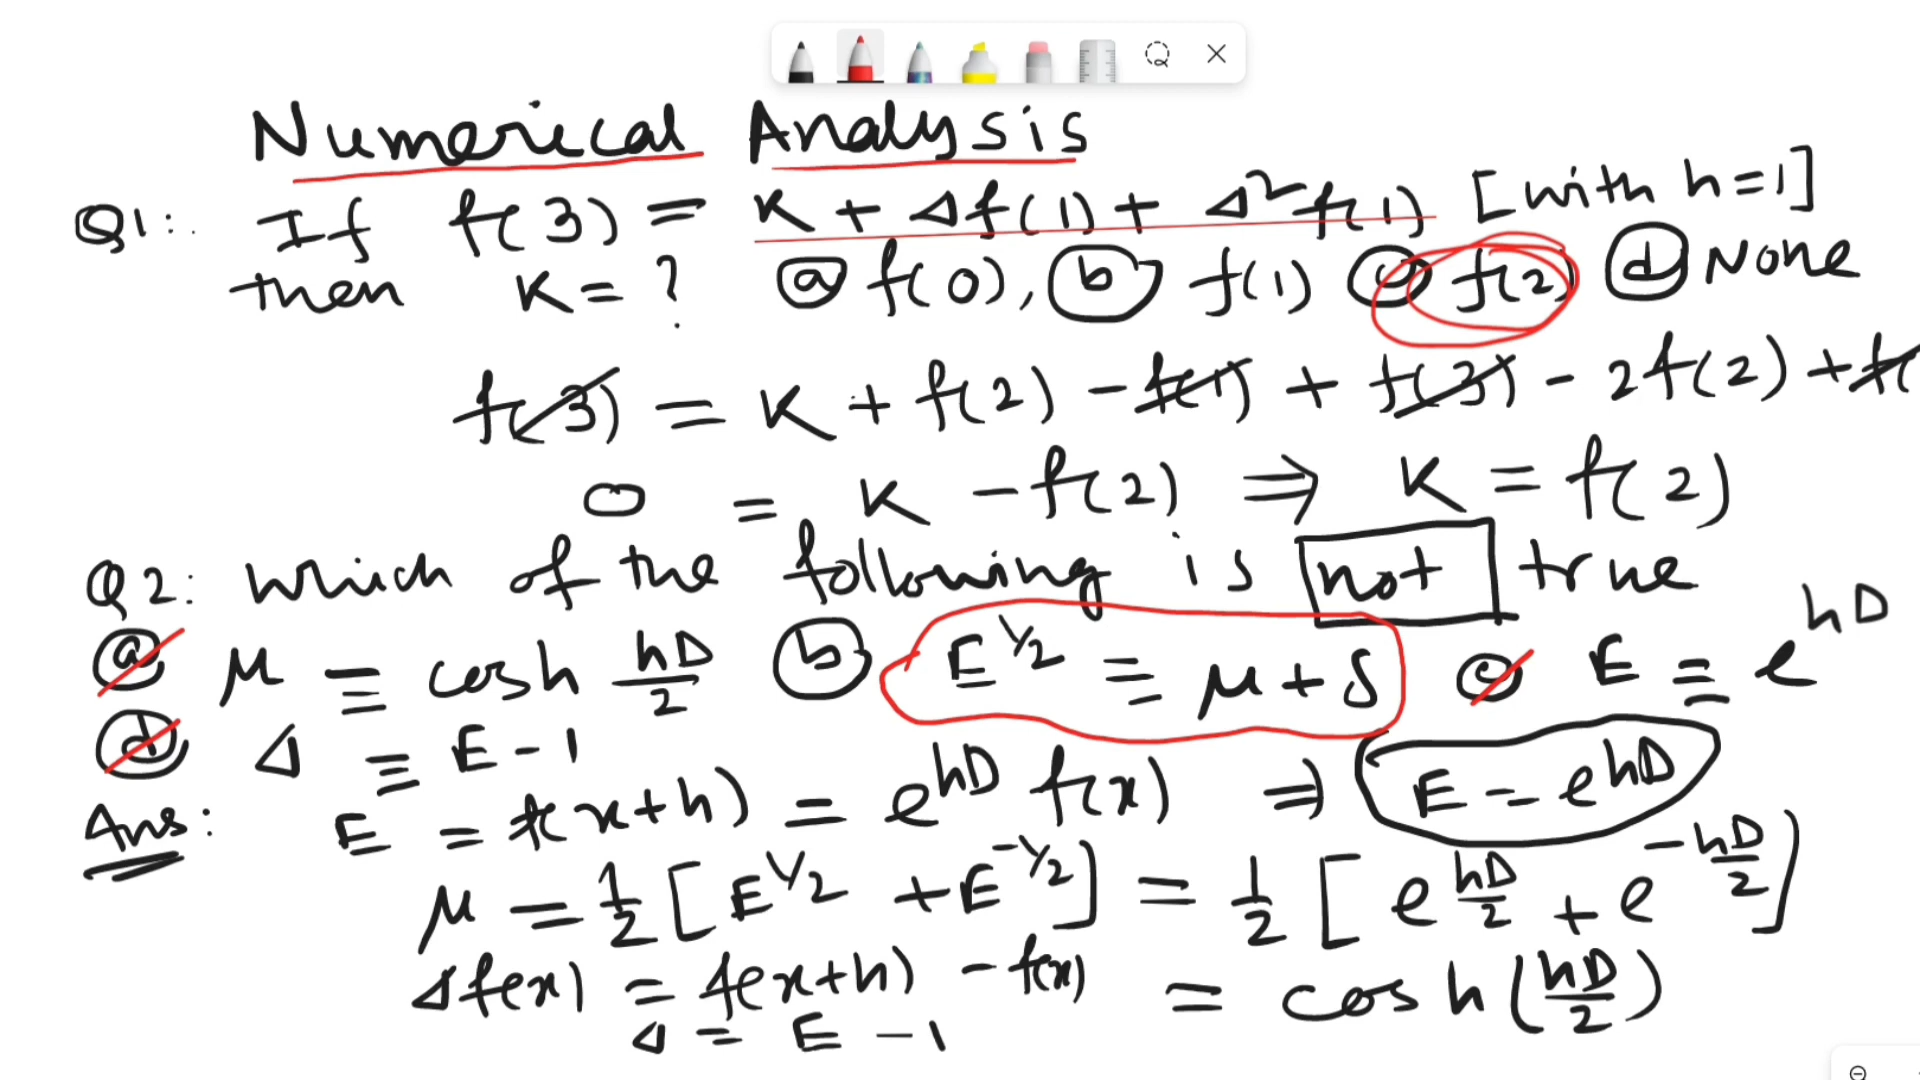 Numerical Analysis
Q1: If f(3) = K + Δf(1) + Δ²f(1) [with h=1]
then K = ? (a) f(0), (b) f(1) (c) f(2) (d) None
f(3) = K + f(2) - f(1) + f(3) - 2f(2) + f(
0 = K - f(2) ⇒ K = f(2)
Q2: Which of the following is not true
(a) μ ≡ cosh hD/2 (b) E^1/2 ≡ μ + δ (c) E ≡ e^hD
(d) Δ ≡ E - 1
Ans: E = f(x+h) = e^hD f(x) ⇒ E = e^hD
μ = 1/2 [E^1/2 + E^-1/2] = 1/2 [e^hD/2 + e^-hD/2]
Δf(x) = f(x+h) - f(x) = cosh(hD/2)
Δ = E - 1